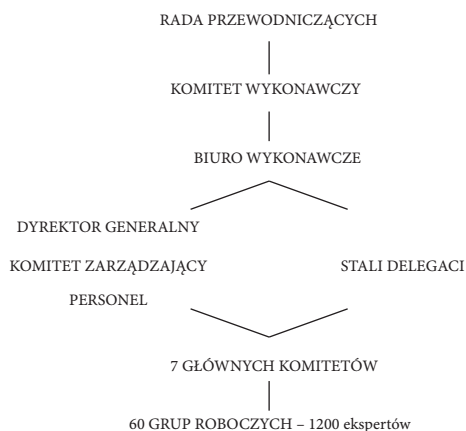 RADA PRZEWODNICZĄCYCH
KOMITET WYKONAWCZY
BIURO WYKONAWCZE
DYREKTOR GENERALNY
KOMITET ZARZĄDZAJĄCY
STALI DELEGACI
PERSONEL
7 GŁÓWNYCH KOMITETÓW
60 GRUP ROBOCZYCH – 1200 ekspertów